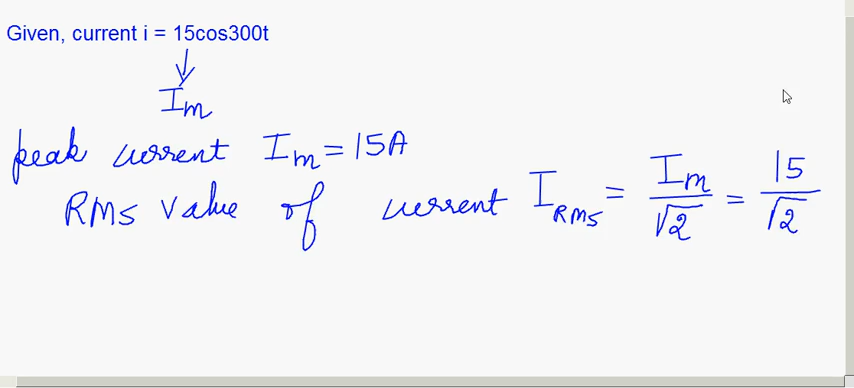 Given, current i = 15cos300t
Im
peak current Im = 15A
RMS value of current IRMS = Im/√2 = 15/√2